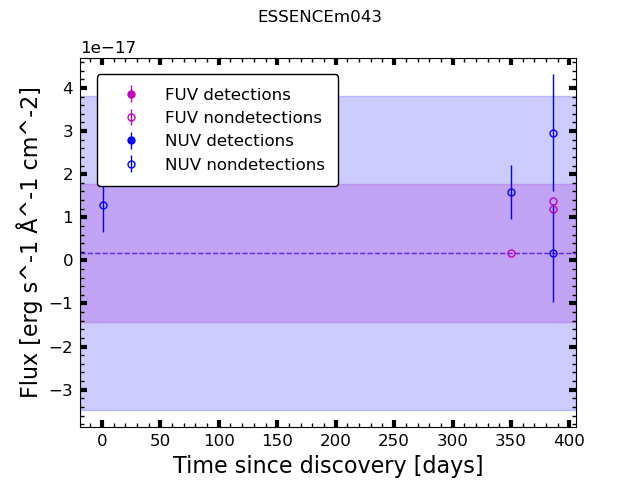 ESSENCEm043
1e−17
FUV detections
FUV nondetections
NUV detections
NUV nondetections
4
3
2
1
0
−1
−2
−3
Flux [erg s^-1 Å^-1 cm^-2]
0 50 100 150 200 250 300 350 400
Time since discovery [days]